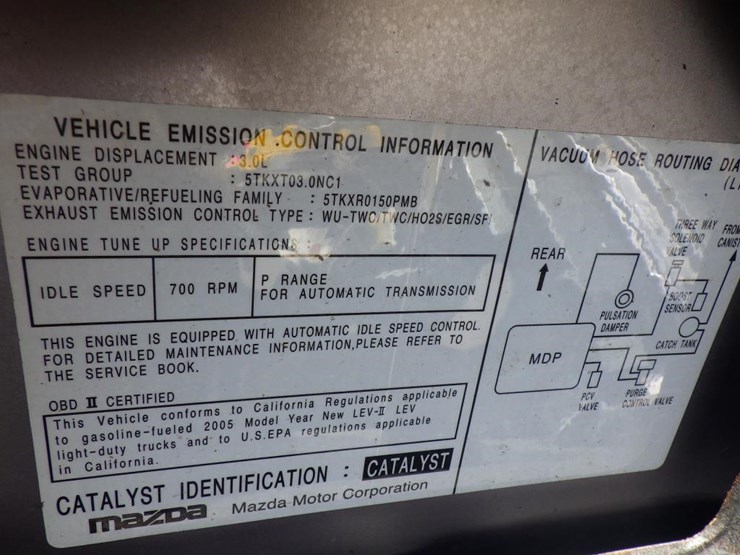 VEHICLE EMISSION CONTROL INFORMATION
ENGINE DISPLACEMENT : 3.0L
TEST GROUP : 5TKXT03.0NC1
EVAPORATIVE/REFUELING FAMILY : 5TKXR0150PMB
EXHAUST EMISSION CONTROL TYPE : WU-TWC/TWC/HO2S/EGR/SFI
ENGINE TUNE UP SPECIFICATIONS :
IDLE SPEED
700 RPM
P RANGE
FOR AUTOMATIC TRANSMISSION
THIS ENGINE IS EQUIPPED WITH AUTOMATIC IDLE SPEED CONTROL.
FOR DETAILED MAINTENANCE INFORMATION,PLEASE REFER TO
THE SERVICE BOOK.
OBD II CERTIFIED
This Vehicle conforms to California Regulations applicable
to gasoline-fueled 2005 Model Year New LEV-II LEV
light-duty trucks and to U.S.EPA regulations applicable
in California.
CATALYST IDENTIFICATION : CATALYST
mazda Mazda Motor Corporation
VACUUM HOSE ROUTING DIA
(L
REAR
THREE WAY
SOLENOID
VALVE
FROM
CANIST
BOOST
SENSOR
PULSATION
DAMPER
CATCH TANK
MDP
PCV
VALVE
PURGE
CONTROL VALVE